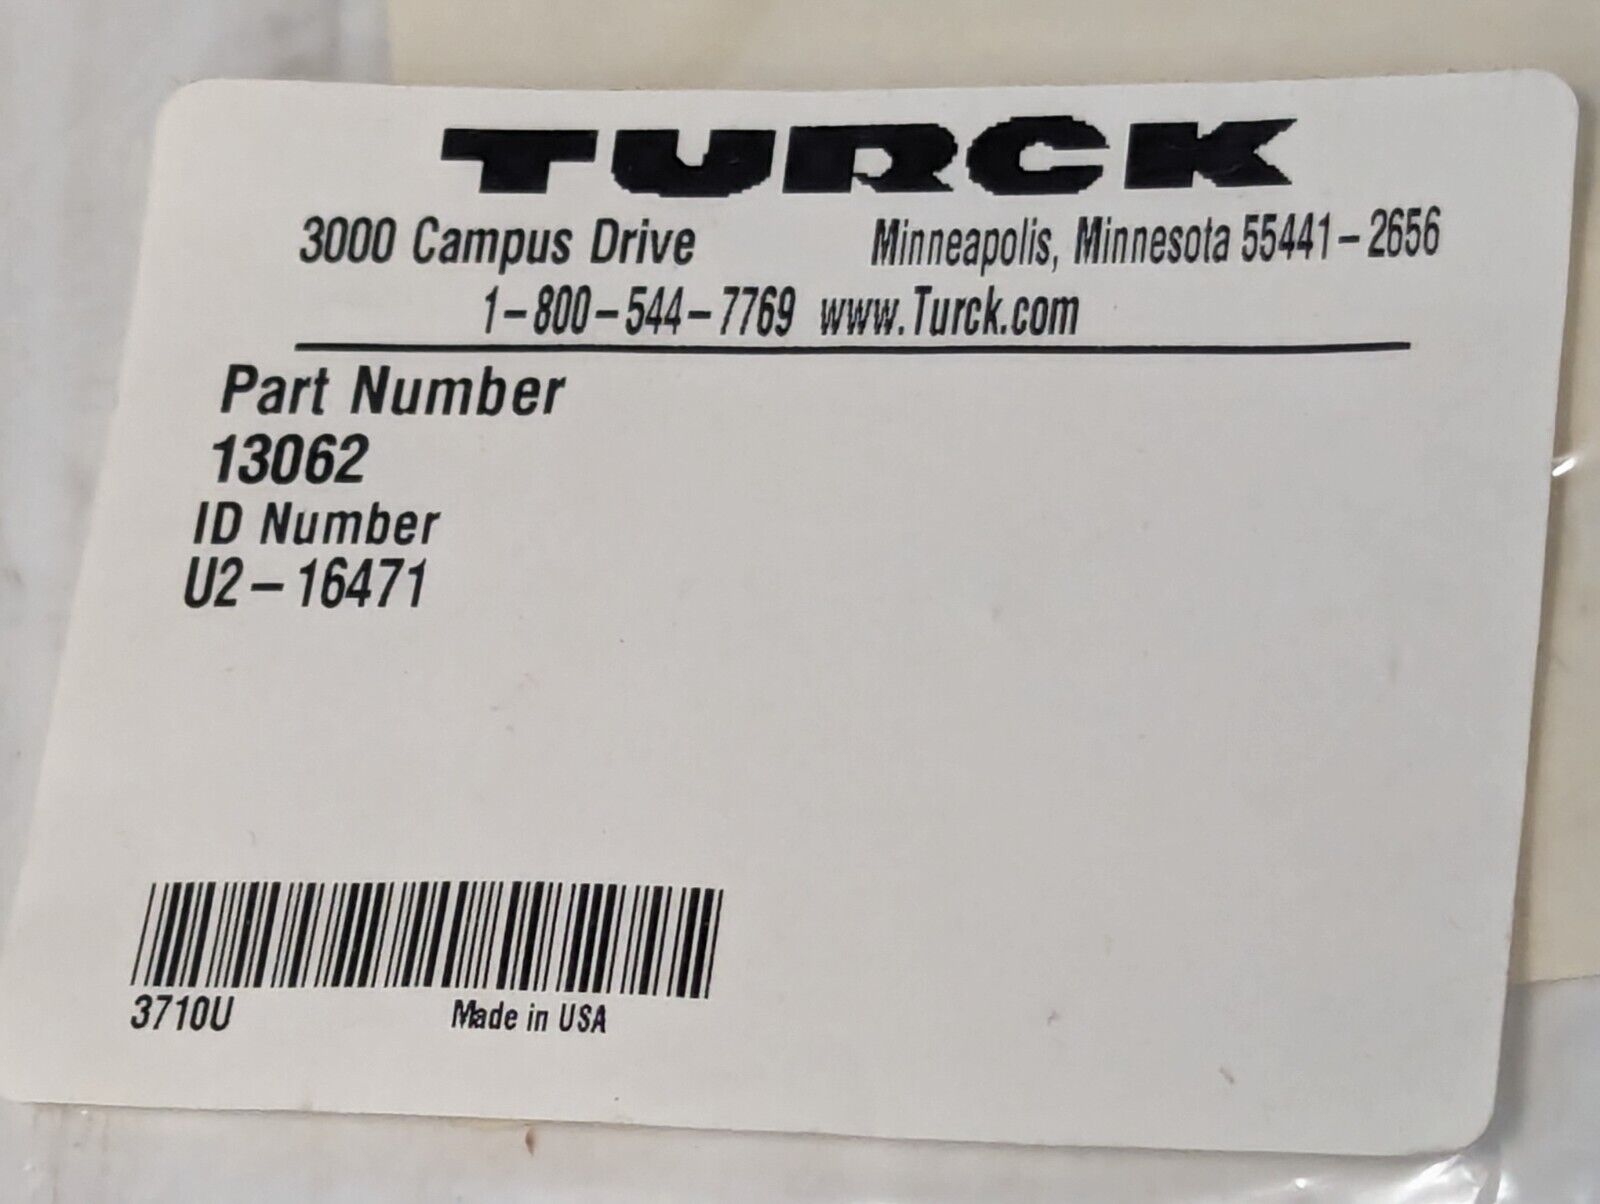 TURCK
3000 Campus Drive Minneapolis, Minnesota 55441-2656
1-800-544-7769 www.Turck.com
Part Number
13062
ID Number
U2-16471
3710U Made in USA